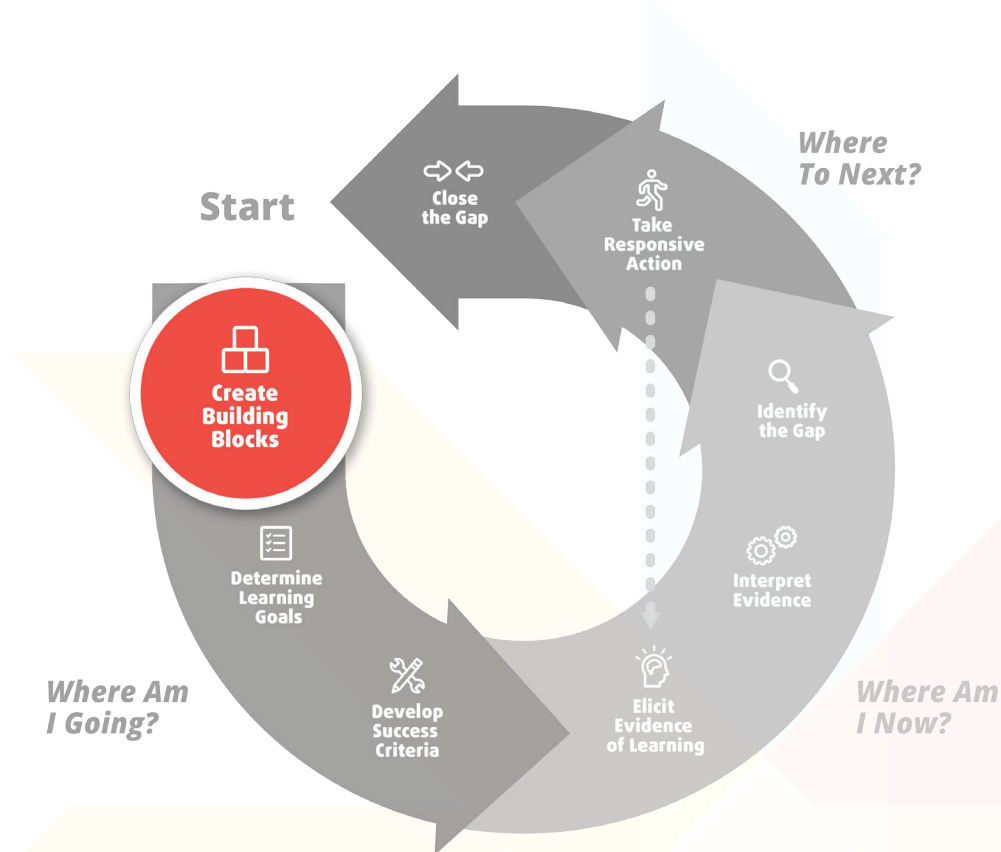 Start
Create
Building
Blocks
Determine
Learning
Goals
Develop
Success
Criteria
Where Am
I Going?
Elicit
Evidence
of Learning
Interpret
Evidence
Identify
the Gap
Where Am
I Now?
Take
Responsive
Action
Close
the Gap
Where
To Next?